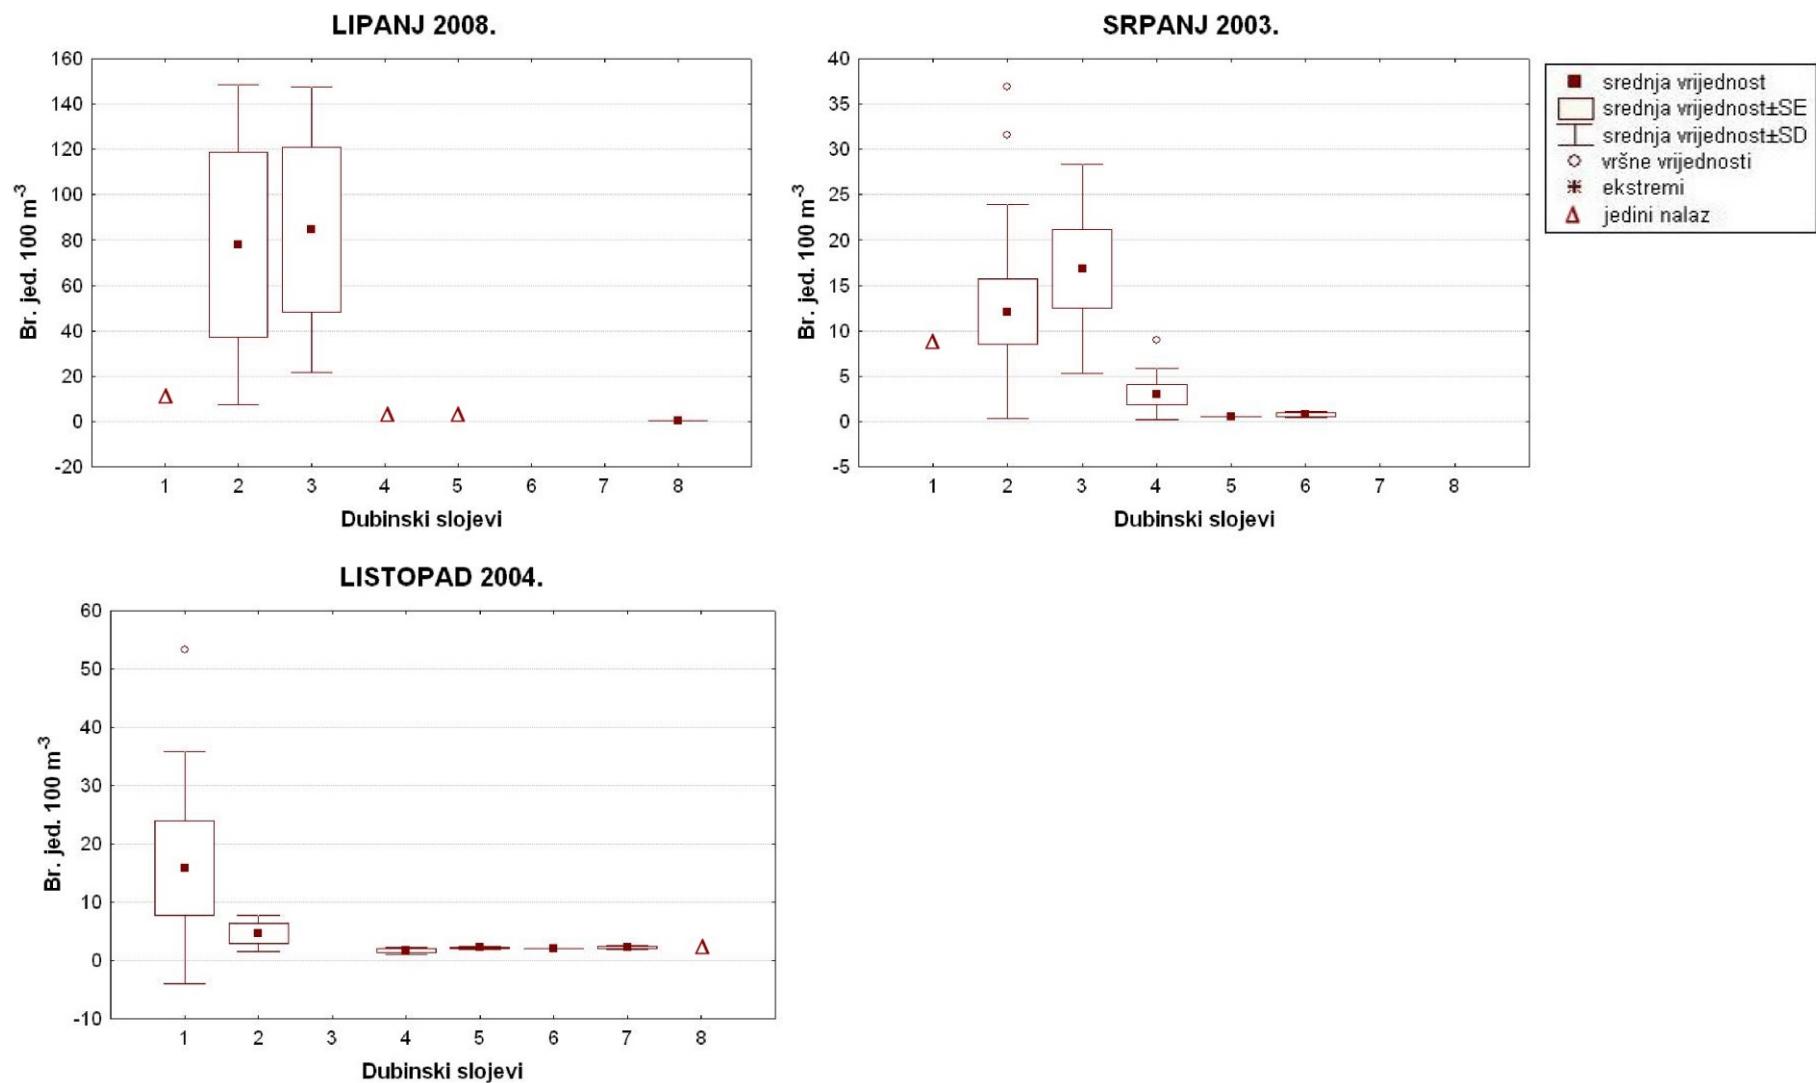 LIPANJ 2008.
160
140
120
100
80
60
40
20
0
-20
Br. jed. 100 m⁻³
1 2 3 4 5 6 7 8
Dubinski slojevi
SRPANJ 2003.
40
35
30
25
20
15
10
5
0
-5
Br. jed. 100 m⁻³
1 2 3 4 5 6 7 8
Dubinski slojevi
srednja vrijednost
srednja vrijednost±SE
srednja vrijednost±SD
vršne vrijednosti
ekstremi
jedini nalaz
LISTOPAD 2004.
60
50
40
30
20
10
0
-10
Br. jed. 100 m⁻³
1 2 3 4 5 6 7 8
Dubinski slojevi